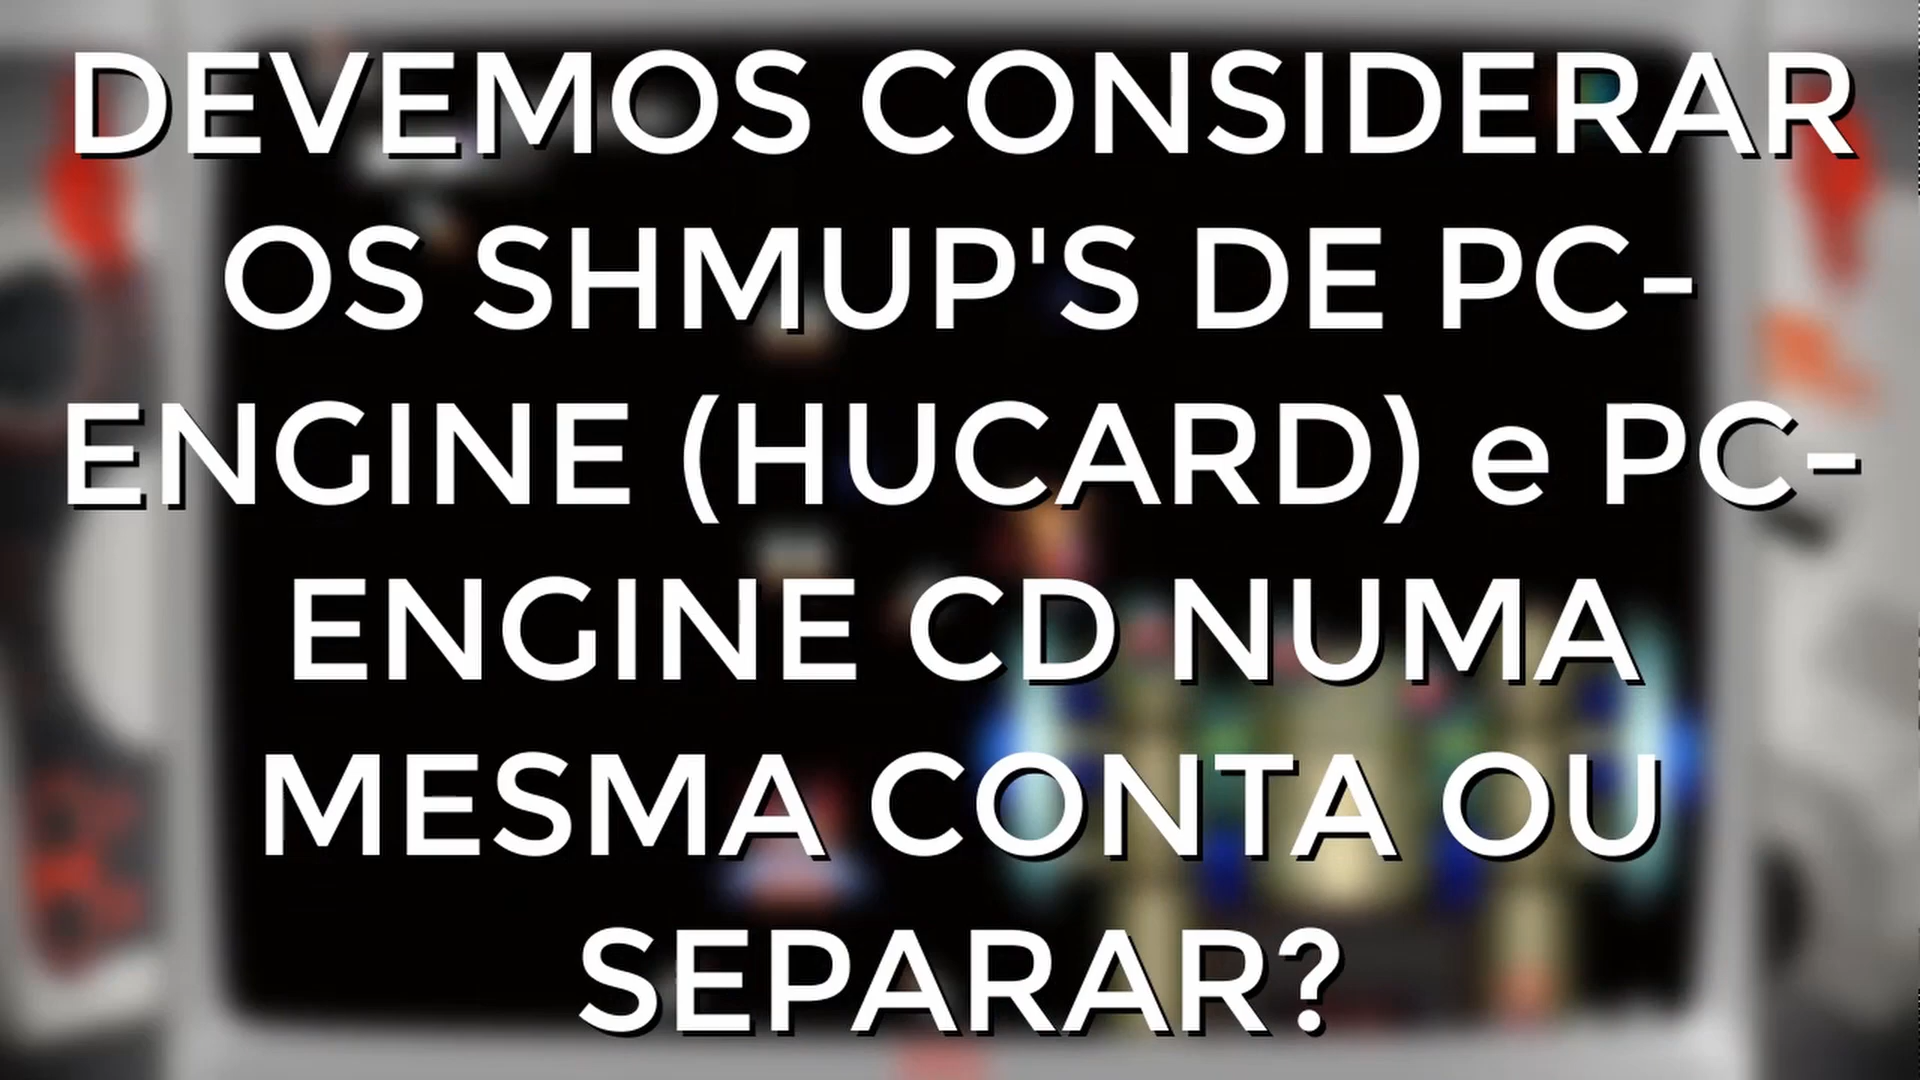 DEVEMOS CONSIDERAR
OS SHMUP'S DE PC-
ENGINE (HUCARD) e PC-
ENGINE CD NUMA
MESMA CONTA OU
SEPARAR?